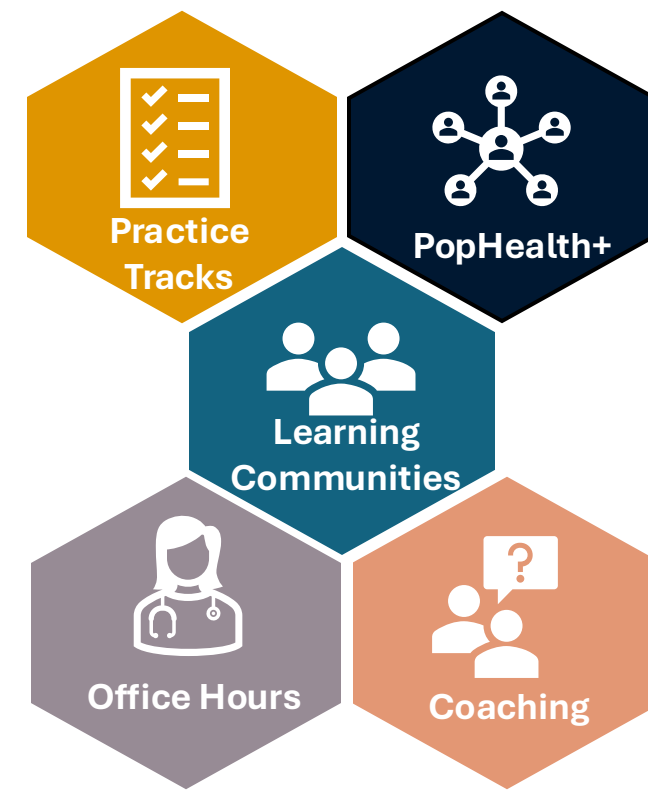 Practice
Tracks
PopHealth+
Learning
Communities
?
Office Hours
Coaching